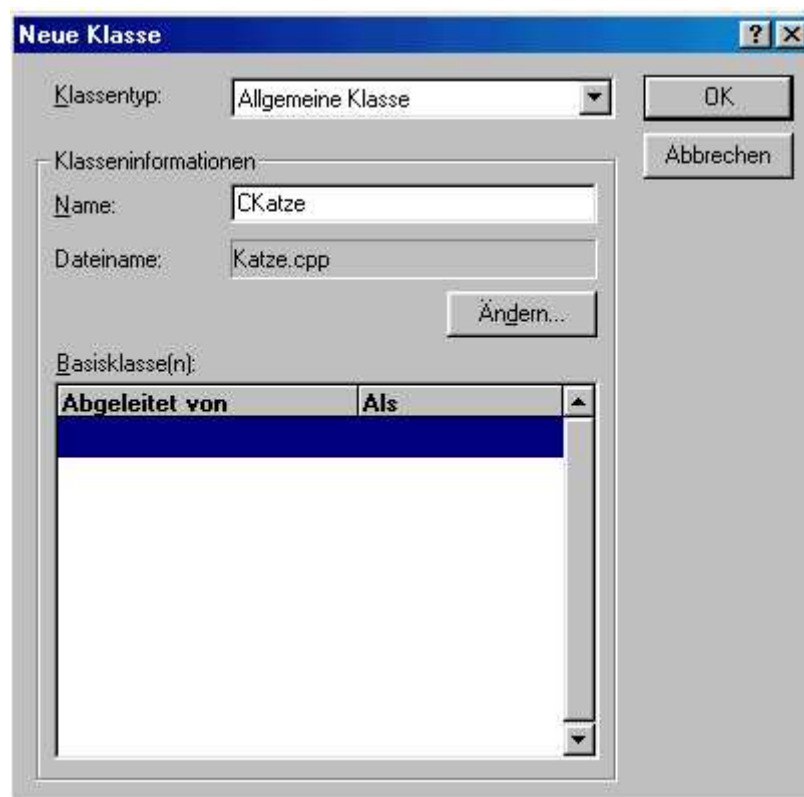 Neue Klasse
Klassentyp: Allgemeine Klasse OK
Abbrechen
Klasseninformationen
Name: CKatze
Dateiname: Katze.cpp
Ändern...
Basisklasse(n):
Abgeleitet von Als